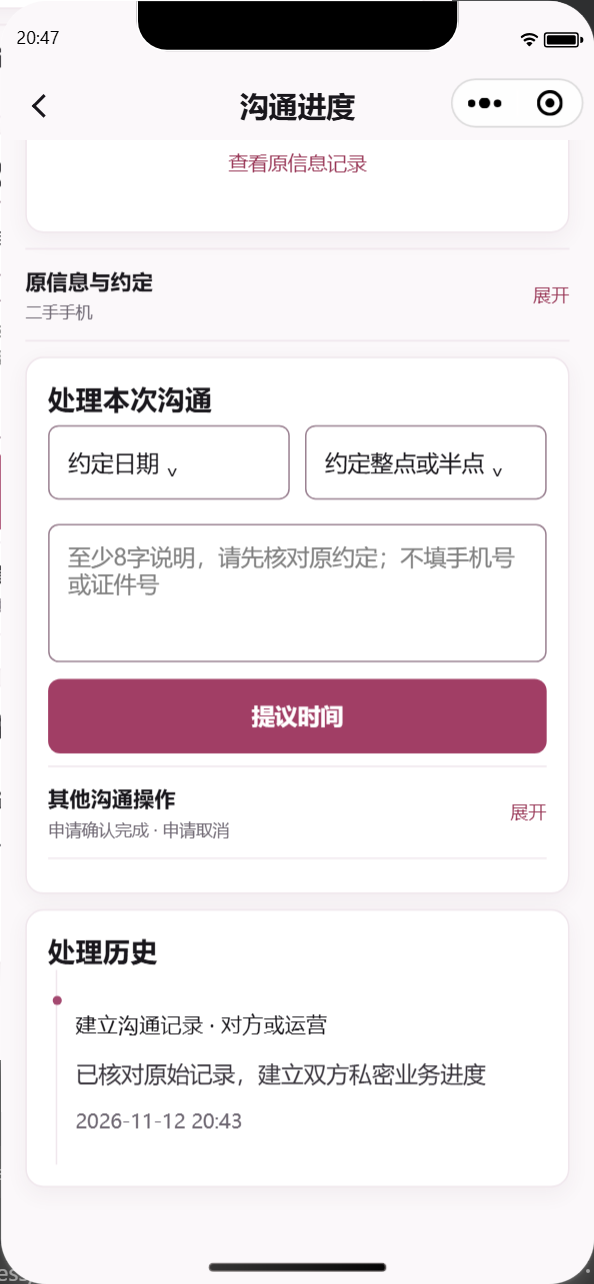 20:47
沟通进度
查看原信息记录
原信息与约定
展开
二手手机
处理本次沟通
约定日期
约定整点或半点
至少8字说明，请先核对原约定；不填手机号
或证件号
提议时间
其他沟通操作
展开
申请确认完成 · 申请取消
处理历史
建立沟通记录 · 对方或运营
已核对原始记录，建立双方私密业务进度
2026-11-12 20:43